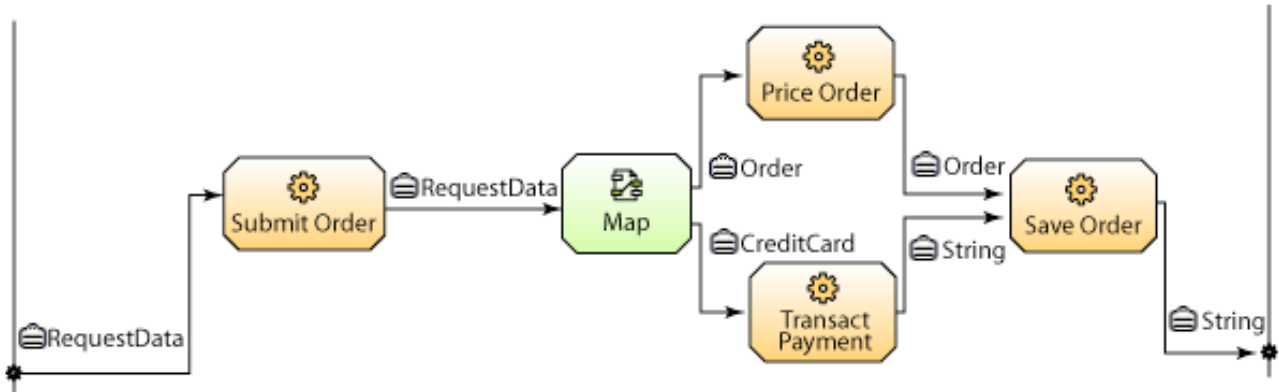 RequestData
Submit Order
RequestData
Map
Order
CreditCard
Price Order
Transact
Payment
Order
String
Save Order
String